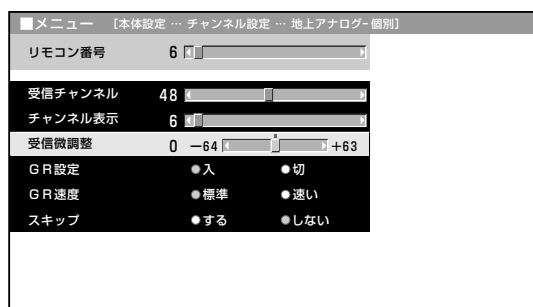 ■メニュー [本体設定 … チャンネル設定 … 地上アナログ-個別]
リモコン番号 6
受信チャンネル 48
チャンネル表示 6
受信微調整 0 −64 +63
GR設定 ●入 ●切
GR速度 ●標準 ●速い
スキップ ●する ●しない